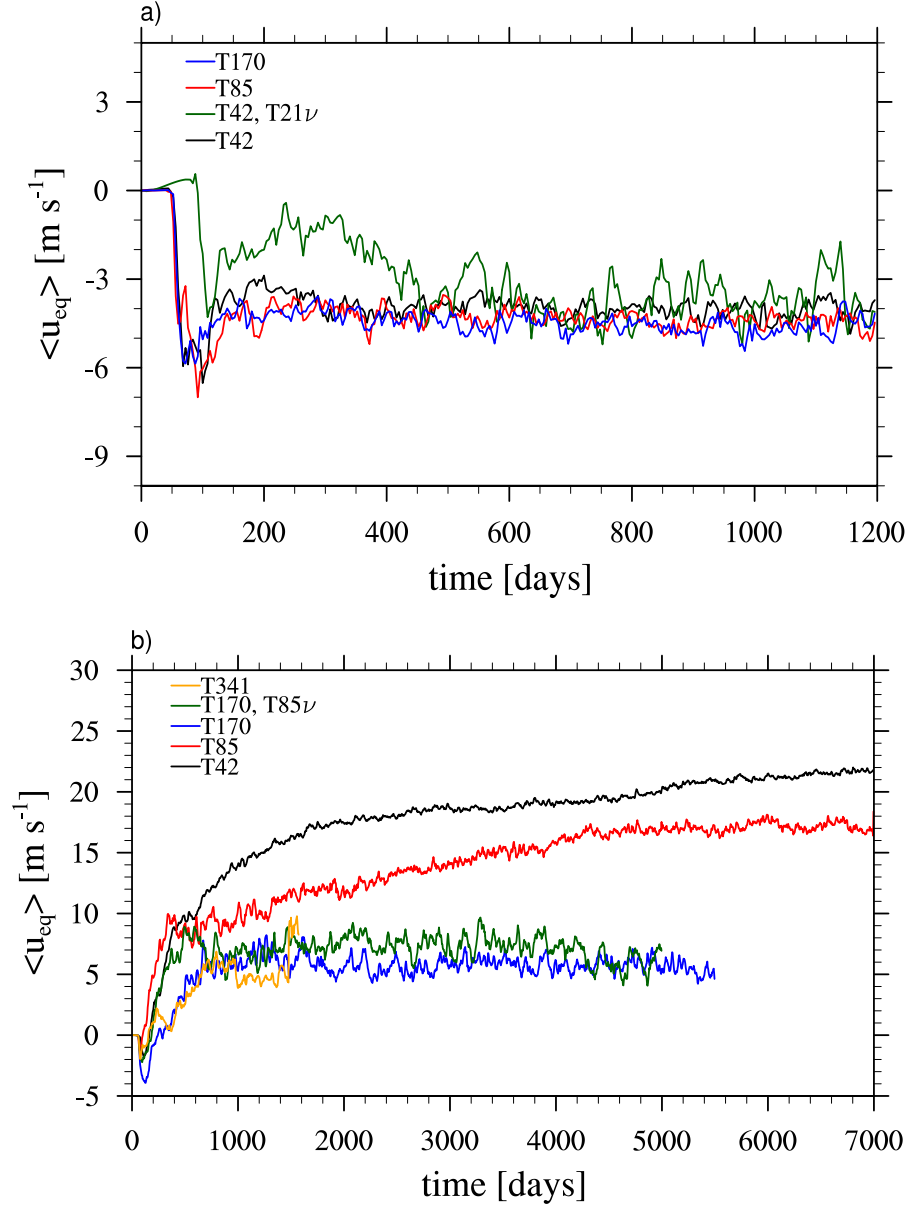 a)
T170
T85
T42, T21ν
T42
3
0
-3
-6
-9
<u_eq> [m s^-1]
0 200 400 600 800 1000 1200
time [days]
b)
T341
T170, T85ν
T170
T85
T42
30
25
20
15
10
5
0
-5
<u_eq> [m s^-1]
0 1000 2000 3000 4000 5000 6000 7000
time [days]